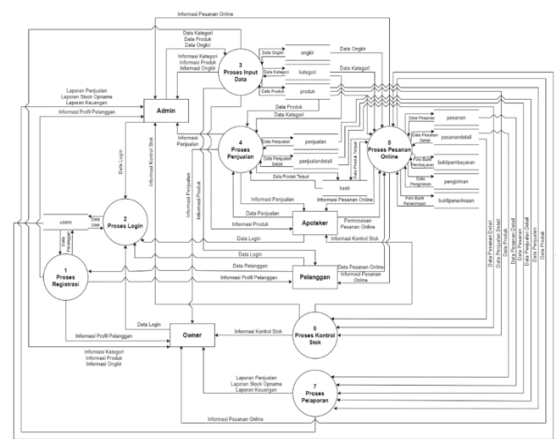 Informasi Pesanan Online
Data Kategori
Data Produk
Data Ongkir
3
Proses Input
Data
Data Ongkir
ongkir
Data Ongkir
Data Kategori
kategori
Data Kategori
Data Produk
produk
Informasi Kategori
Informasi Produk
Informasi Ongkir
Laporan Penjualan
Laporan Stock Opname
Laporan Keuangan
Informasi Profil Pelanggan
Admin
Data Produk
Data Kategori
Informasi
Penjualan
4
Proses
Penjualan
Data Penjualan
penjualan
Data Penjualan
Detail
penjualandetail
Data Produk Terjual
kasir
Data Produk Terjual
5
Proses Pesanan
Online
Data Pesanan
pesanan
Data Pesanan
Detail
pesanandetail
Foto Bukti
Pembayaran
buktipembayaran
Data
Pengiriman
pengiriman
Foto Bukti
Penerimaan
buktipenerimaan
Data Login
Informasi Kontrol Stok
Informasi Penjualan
Informasi Produk
Informasi Penjualan
Informasi Pesanan Online
users
Data
User
2
Proses Login
Data Penjualan
Informasi Produk
Apoteker
Pemrosesan
Pesanan Online
Data Login
Informasi Kontrol Stok
Data
Pelanggan
Data Login
1
Proses
Registrasi
Data Pelanggan
Informasi Profil Pelanggan
Pelanggan
Data Pesanan Online
Informasi Pesanan
Online
Data Pesanan Detail
Data Penjualan Detail
Data Produk
Data Pesanan Detail
Data Pesanan
Data Penjualan Detail
Data Penjualan
Data Produk
Data Login
Informasi Profil Pelanggan
Owner
Informasi Kontrol Stok
6
Proses Kontrol
Stok
Informasi Kategori
Informasi Produk
Informasi Ongkir
Laporan Penjualan
Laporan Stock Opname
Laporan Keuangan
7
Proses
Pelaporan
Informasi Pesanan Online